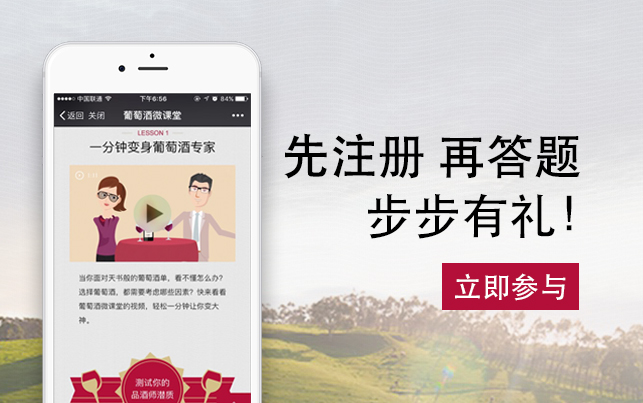 中国联通
下午6:56
84%
返回 关闭
葡萄酒微课堂
LESSON 1
一分钟变身葡萄酒专家
当你面对天书般的葡萄酒单，看不懂怎么办？
选择葡萄酒，都需要考虑哪些因素？快来看看
葡萄酒微课堂的视频，轻松一分钟让你变大
神。
测试你的
品酒师潜质
先注册 再答题
步步有礼！
立即参与